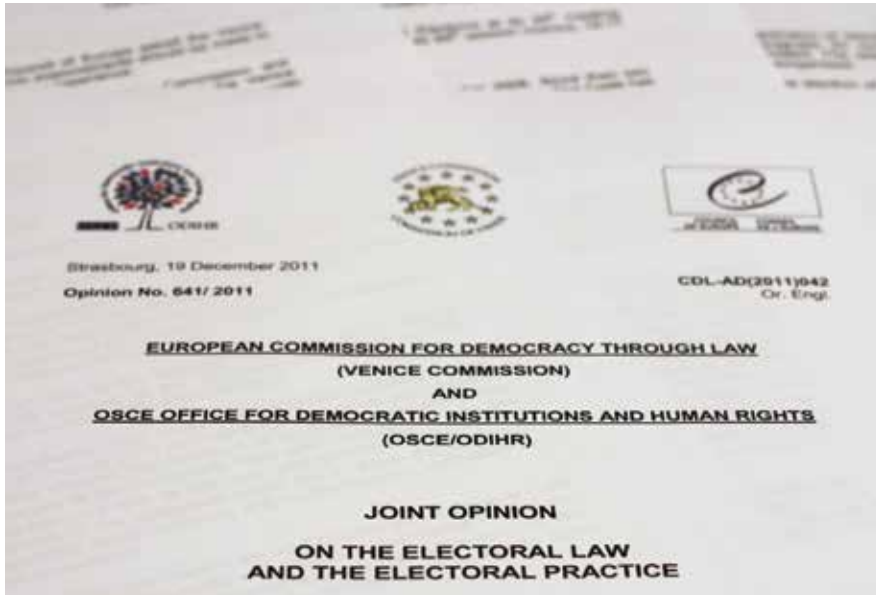 ODIHR
Strasbourg, 19 December 2011
Opinion No. 641/ 2011
CDL-AD(2011)042
Or. Engl.
EUROPEAN COMMISSION FOR DEMOCRACY THROUGH LAW
(VENICE COMMISSION)
AND
OSCE OFFICE FOR DEMOCRATIC INSTITUTIONS AND HUMAN RIGHTS
(OSCE/ODIHR)
JOINT OPINION
ON THE ELECTORAL LAW
AND THE ELECTORAL PRACTICE